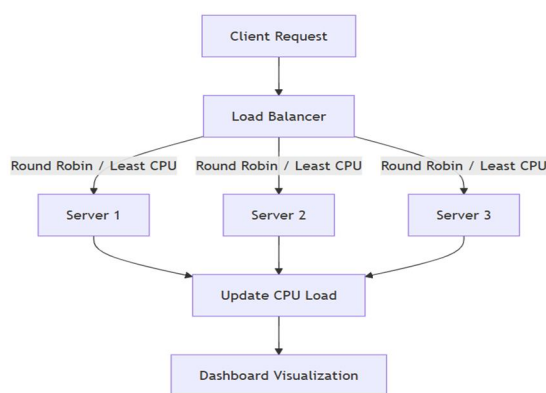 Client Request
Load Balancer
Round Robin / Least CPU
Round Robin / Least CPU
Round Robin / Least CPU
Server 1
Server 2
Server 3
Update CPU Load
Dashboard Visualization